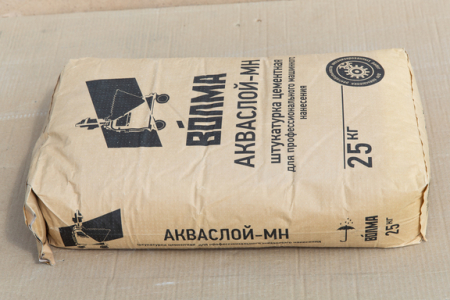 ВОЛМА
АКВАСЛОЙ-МН
штукатурка цементная
для профессионального машинного
нанесения
25 кг
АКВАСЛОЙ-МН
ВОЛМА
25 кг